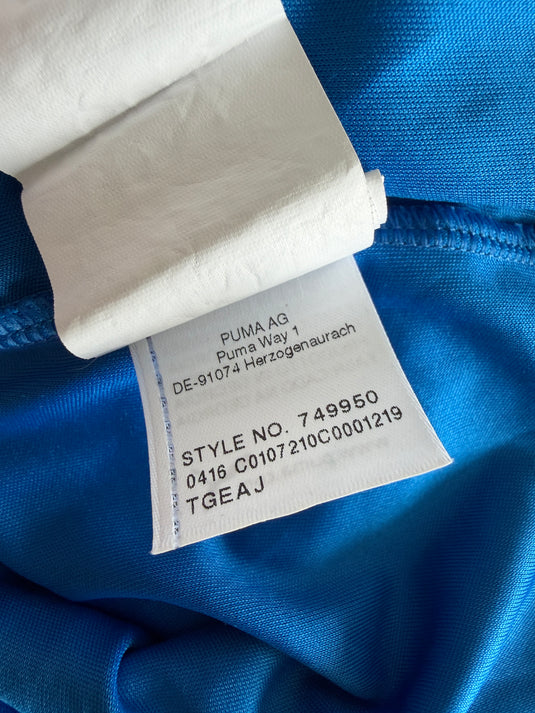 PUMA AG
Puma Way 1
DE-91074 Herzogenaurach
STYLE NO. 749950
0416 C0107210C0001219
TGEAJ